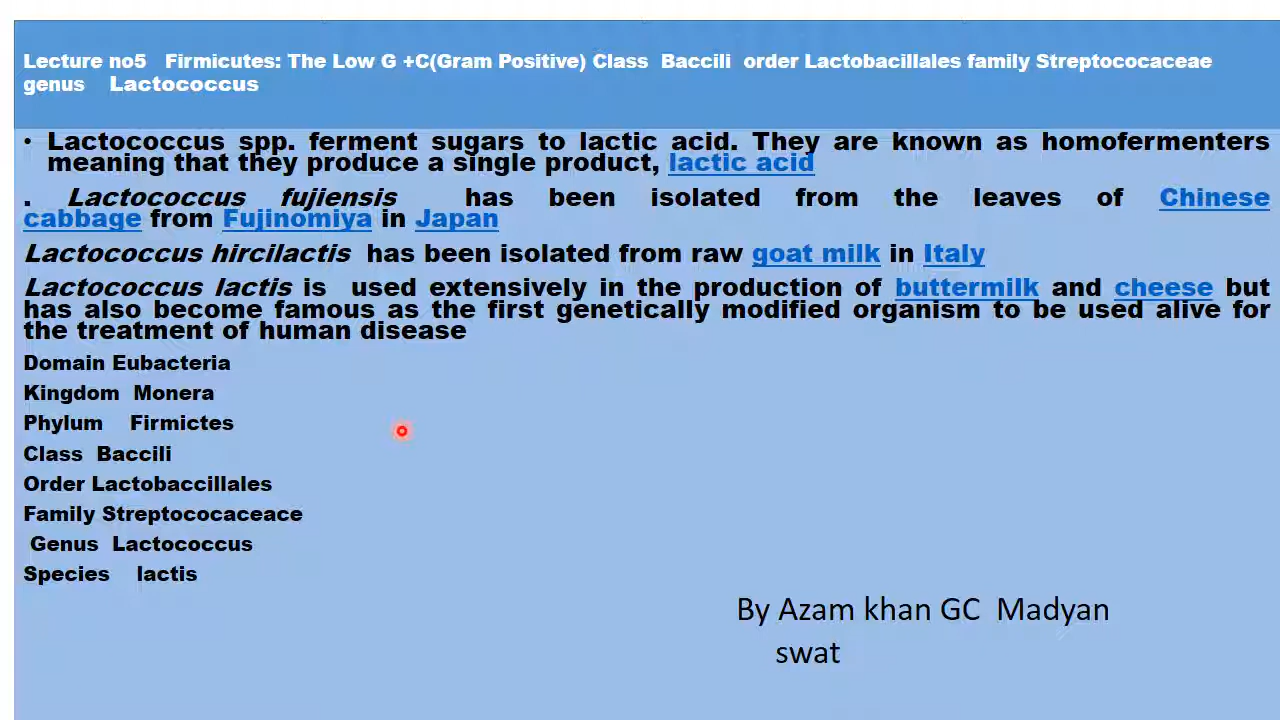 Lecture no5 Firmicutes: The Low G +C(Gram Positive) Class Baccili order Lactobacillales family Streptococaceae
genus Lactococcus
• Lactococcus spp. ferment sugars to lactic acid. They are known as homofermenters
meaning that they produce a single product, lactic acid
. Lactococcus fujiensis has been isolated from the leaves of Chinese
cabbage from Fujinomiya in Japan
Lactococcus hircilactis has been isolated from raw goat milk in Italy
Lactococcus lactis is used extensively in the production of buttermilk and cheese but
has also become famous as the first genetically modified organism to be used alive for
the treatment of human disease
Domain Eubacteria
Kingdom Monera
Phylum Firmictes
Class Baccili
Order Lactobaccillales
Family Streptococaceace
Genus Lactococcus
Species lactis
By Azam khan GC Madyan
swat